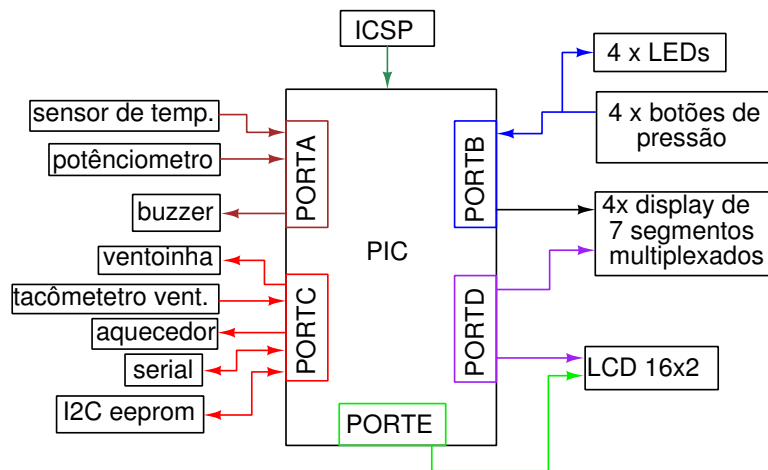 ICSP
4 x LEDs
sensor de temp.
4 x botões de
pressão
potênciometro
PORTA
PORTB
buzzer
4x display de
7 segmentos
multiplexados
PIC
ventoinha
tacômetetro vent.
PORTC
PORTD
aquecedor
serial
LCD 16x2
I2C eeprom
PORTE